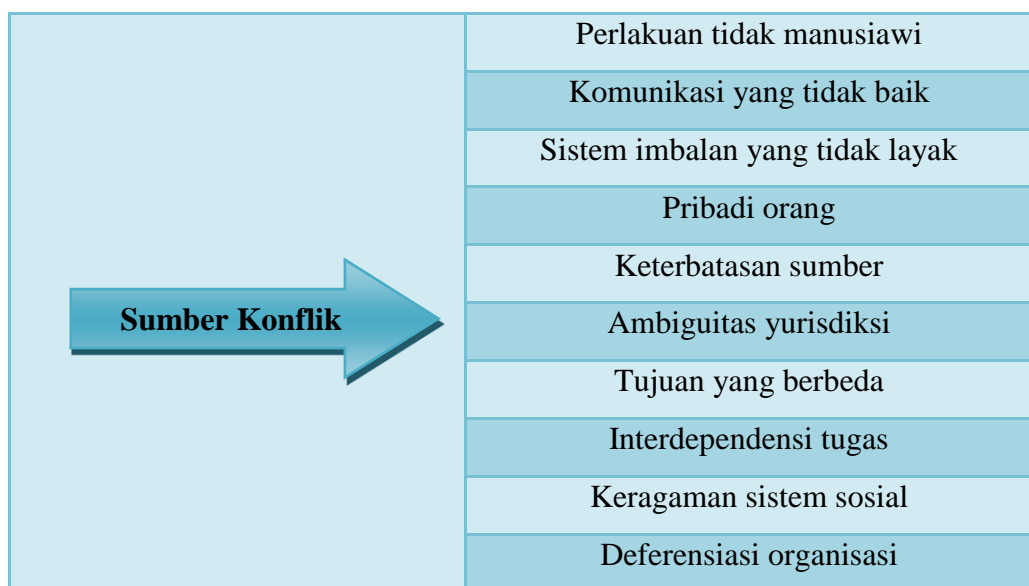 Sumber Konflik
Perlakuan tidak manusiawi
Komunikasi yang tidak baik
Sistem imbalan yang tidak layak
Pribadi orang
Keterbatasan sumber
Ambiguitas yurisdiksi
Tujuan yang berbeda
Interdependensi tugas
Keragaman sistem sosial
Deferensiasi organisasi